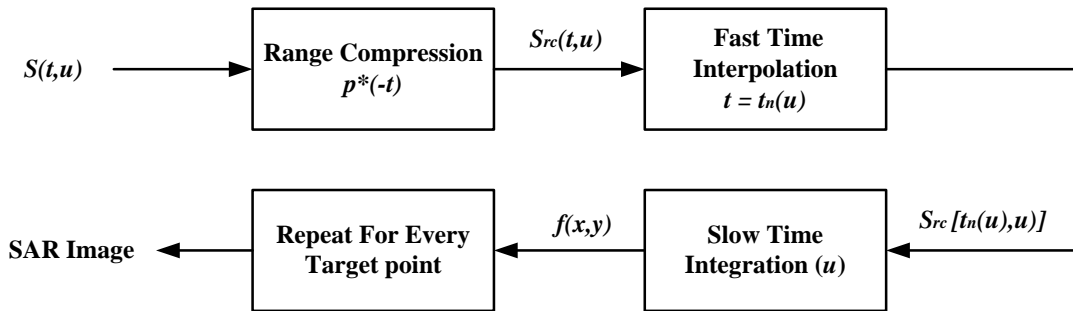 S(t,u)
Range Compression
p*(-t)
Src(t,u)
Fast Time
Interpolation
t = tn(u)
Src [tn(u),u)]
Slow Time
Integration (u)
f(x,y)
Repeat For Every
Target point
SAR Image